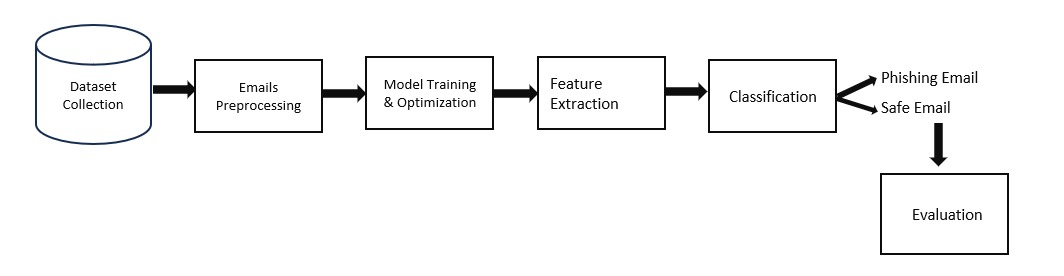 Dataset
Collection
Emails
Preprocessing
Model Training
& Optimization
Feature
Extraction
Classification
Phishing Email
Safe Email
Evaluation